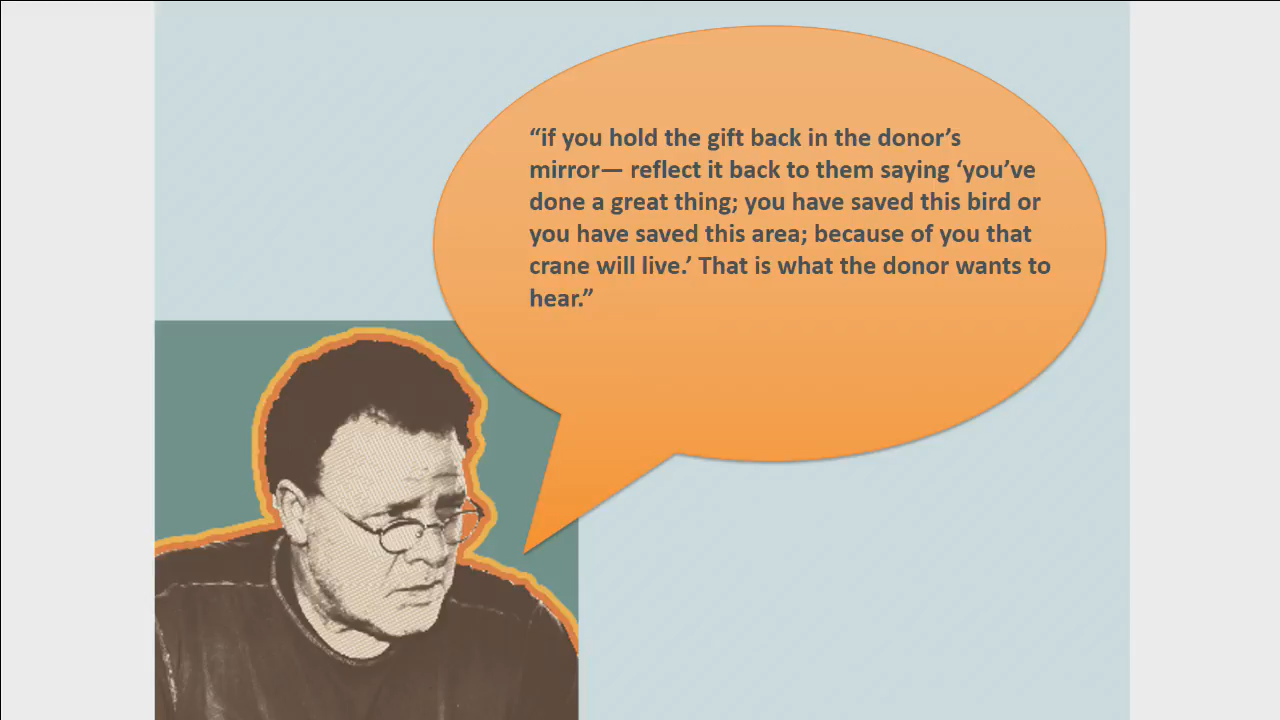 “if you hold the gift back in the donor’s
mirror— reflect it back to them saying ‘you’ve
done a great thing; you have saved this bird or
you have saved this area; because of you that
crane will live.’ That is what the donor wants to
hear.”